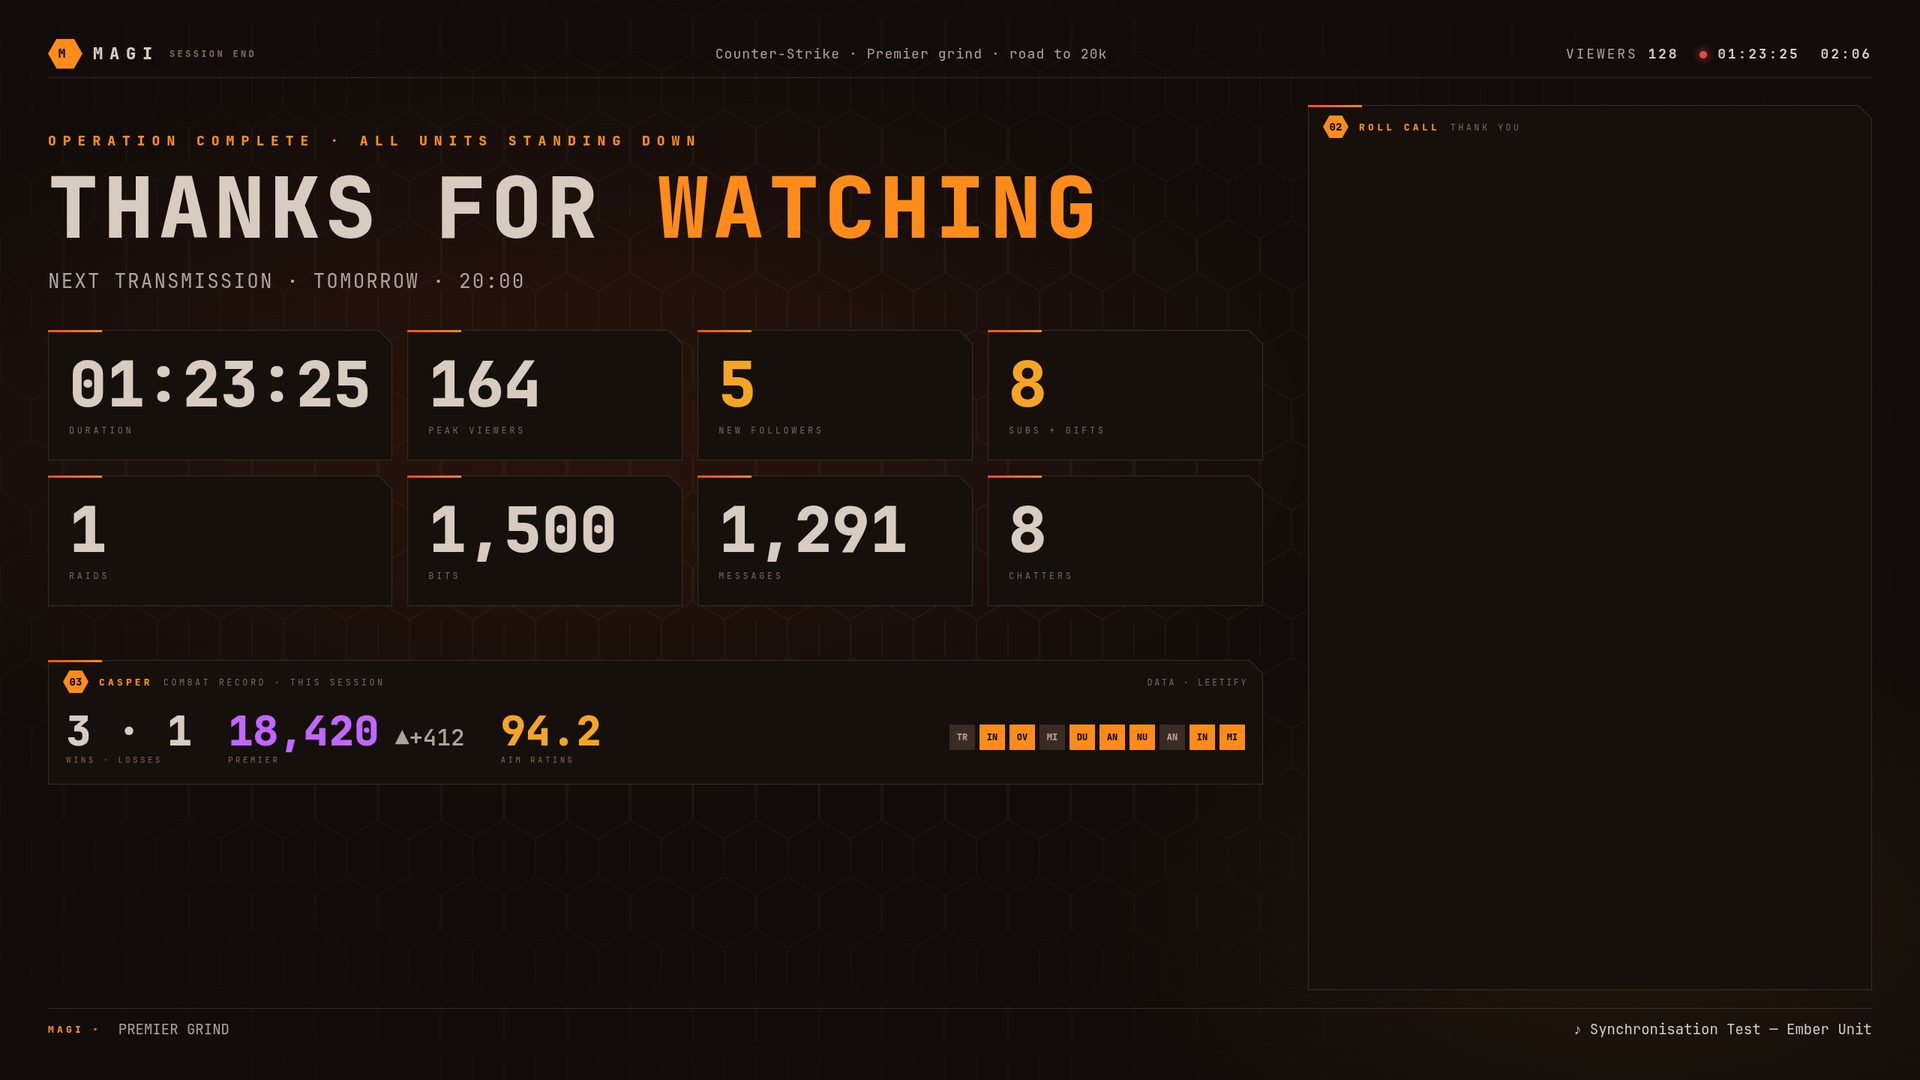 M MAGI SESSION END
Counter-Strike · Premier grind · road to 20k
VIEWERS 128 01:23:25 02:06
OPERATION COMPLETE · ALL UNITS STANDING DOWN
THANKS FOR WATCHING
NEXT TRANSMISSION · TOMORROW · 20:00
01:23:25
DURATION
164
PEAK VIEWERS
5
NEW FOLLOWERS
8
SUBS + GIFTS
1
RAIDS
1,500
BITS
1,291
MESSAGES
8
CHATTERS
03 CASPER COMBAT RECORD · THIS SESSION
DATA · LEETIFY
3 · 1
WINS · LOSSES
18,420 ▲+412
PREMIER
94.2
AIM RATING
TR IN OV MI DU AN NU AN IN MI
02 ROLL CALL THANK YOU
MAGI ▸ PREMIER GRIND
♪ Synchronisation Test — Ember Unit